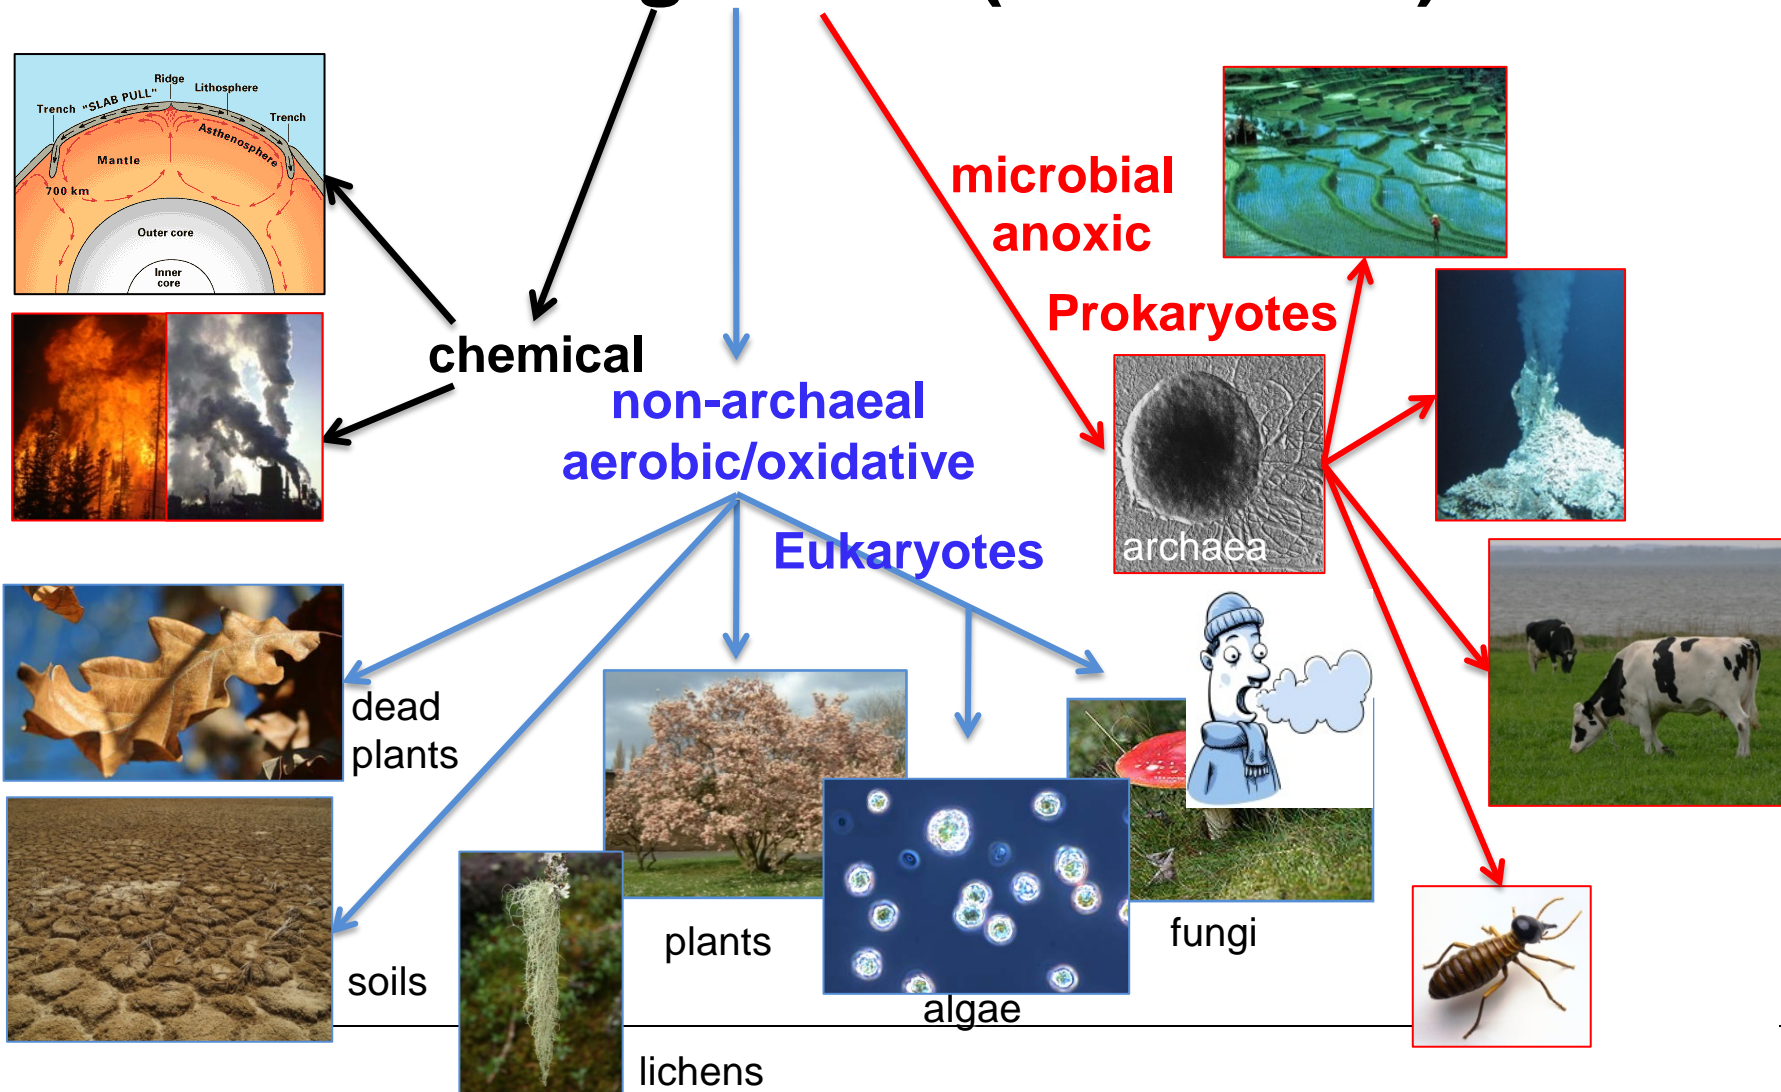 Ridge
Lithosphere
"SLAB PULL"
Trench
Trench
Asthenosphere
Mantle
700 km
Outer core
Inner
core
microbial
anoxic
Prokaryotes
chemical
non-archaeal
aerobic/oxidative
archaea
Eukaryotes
dead
plants
plants
fungi
soils
algae
lichens